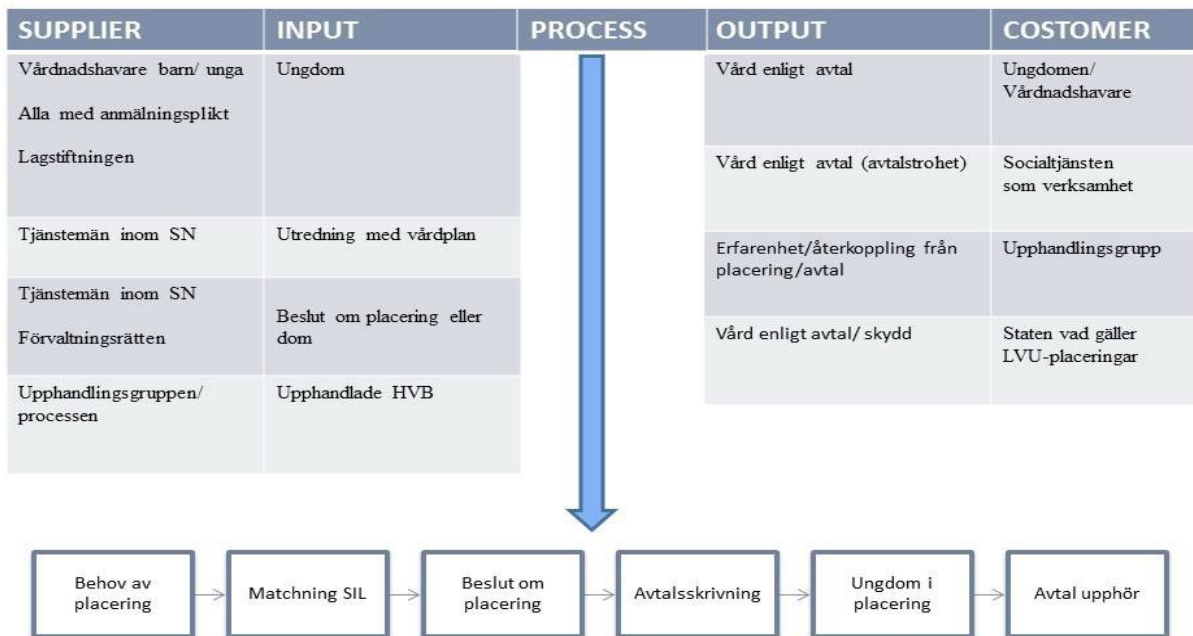 SUPPLIER
INPUT
PROCESS
OUTPUT
COSTOMER
Vårdnadshavare barn/ unga
Alla med anmälningsplikt
Lagstiftningen
Ungdom
Vård enligt avtal
Ungdomen/
Vårdnadshavare
Vård enligt avtal (avtalstrohet)
Socialtjänsten
som verksamhet
Tjänstemän inom SN
Utredning med vårdplan
Erfarenhet/återkoppling från
placering/avtal
Upphandlingsgrupp
Tjänstemän inom SN
Förvaltningsrätten
Beslut om placering eller
dom
Vård enligt avtal/ skydd
Staten vad gäller
LVU-placeringar
Upphandlingsgruppen/
processen
Upphandlade HVB
Behov av
placering
Matchning SIL
Beslut om
placering
Avtalsskrivning
Ungdom i
placering
Avtal upphör